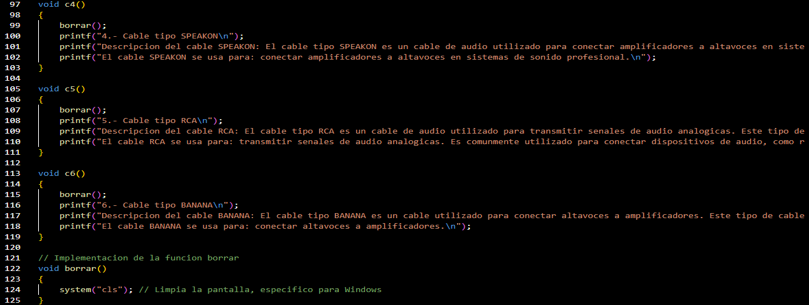 97 void c4()
98 {
99 borrar();
100 printf("4.- Cable tipo SPEAKON\n");
101 printf("Descripcion del cable SPEAKON: El cable tipo SPEAKON es un cable de audio utilizado para conectar amplificadores a altavoces en siste
102 printf("El cable SPEAKON se usa para: conectar amplificadores a altavoces en sistemas de sonido profesional.\n");
103 }
104
105 void c5()
106 {
107 borrar();
108 printf("5.- Cable tipo RCA\n");
109 printf("Descripcion del cable RCA: El cable tipo RCA es un cable de audio utilizado para transmitir senales de audio analogicas. Este tipo de
110 printf("El cable RCA se usa para: transmitir senales de audio analogicas. Es comunmente utilizado para conectar dispositivos de audio, como r
111 }
112
113 void c6()
114 {
115 borrar();
116 printf("6.- Cable tipo BANANA\n");
117 printf("Descripcion del cable BANANA: El cable tipo BANANA es un cable utilizado para conectar altavoces a amplificadores. Este tipo de cable
118 printf("El cable BANANA se usa para: conectar altavoces a amplificadores.\n");
119 }
120
121 // Implementacion de la funcion borrar
122 void borrar()
123 {
124 system("cls"); // Limpia la pantalla, especifico para Windows
125 }